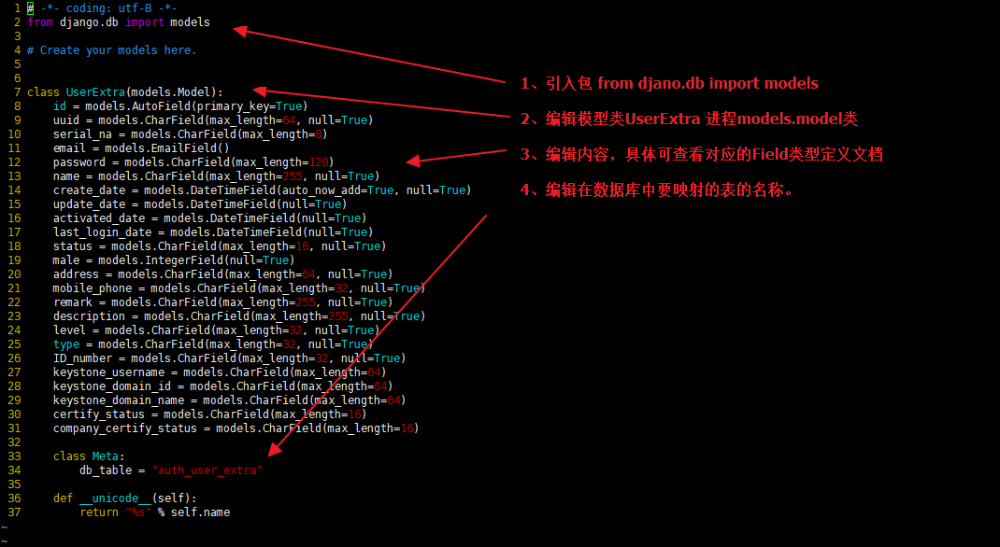 1 # -*- coding: utf-8 -*-
2 from django.db import models
3
4 # Create your models here.
5
6
7 class UserExtra(models.Model):
8     id = models.AutoField(primary_key=True)
9     uuid = models.CharField(max_length=64, null=True)
10     serial_na = models.CharField(max_length=8)
11     email = models.EmailField()
12     password = models.CharField(max_length=128)
13     name = models.CharField(max_length=255, null=True)
14     create_date = models.DateTimeField(auto_now_add=True, null=True)
15     update_date = models.DateTimeField(null=True)
16     activated_date = models.DateTimeField(null=True)
17     last_login_date = models.DateTimeField(null=True)
18     status = models.CharField(max_length=16, null=True)
19     male = models.IntegerField(null=True)
20     address = models.CharField(max_length=64, null=True)
21     mobile_phone = models.CharField(max_length=32, null=True)
22     remark = models.CharField(max_length=255, null=True)
23     description = models.CharField(max_length=255, null=True)
24     level = models.CharField(max_length=32, null=True)
25     type = models.CharField(max_length=32, null=True)
26     ID_number = models.CharField(max_length=32, null=True)
27     keystone_username = models.CharField(max_length=64)
28     keystone_domain_id = models.CharField(max_length=64)
29     keystone_domain_name = models.CharField(max_length=64)
30     certify_status = models.CharField(max_length=16)
31     company_certify_status = models.CharField(max_length=16)
32
33     class Meta:
34         db_table = "auth_user_extra"
35
36     def __unicode__(self):
37         return "%s" % self.name
~
~
1、引入包 from djano.db import models
2、编辑模型类UserExtra 进程models.model类
3、编辑内容，具体可查看对应的Field类型定义文档
4、编辑在数据库中要映射的表的名称。